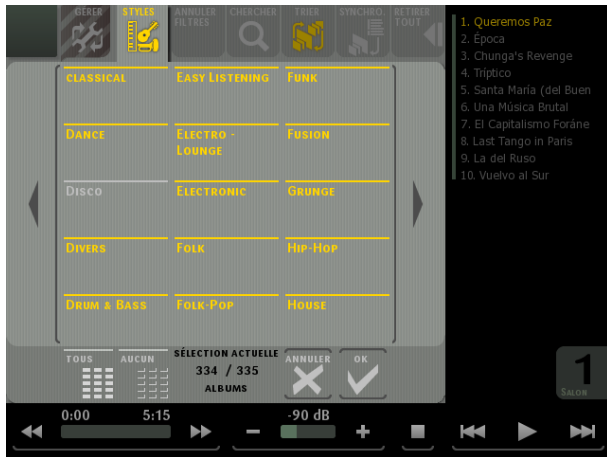 GÉRER
STYLES
ANNULER
FILTRES
CHERCHER
TRIER
SYNCHRO.
RETIRER
TOUT
CLASSICAL
EASY LISTENING
FUNK
DANCE
ELECTRO -
LOUNGE
FUSION
DISCO
ELECTRONIC
GRUNGE
DIVERS
FOLK
HIP-HOP
DRUM & BASS
FOLK-POP
HOUSE
TOUS
AUCUN
SÉLECTION ACTUELLE
334 / 335
ALBUMS
ANNULER
OK
1. Queremos Paz
2. Época
3. Chunga's Revenge
4. Tríptico
5. Santa María (del Buen
6. Una Música Brutal
7. El Capitalismo Foráne
8. Last Tango in Paris
9. La del Ruso
10. Vuelvo al Sur
1
SALON
0:00
5:15
-90 dB